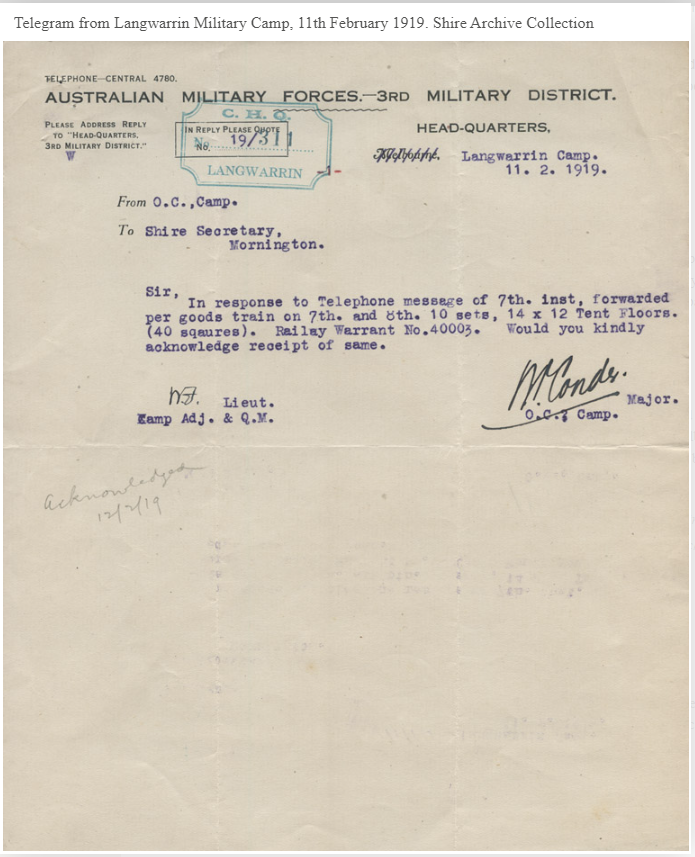 Telegram from Langwarrin Military Camp, 11th February 1919. Shire Archive Collection
TELEPHONE—CENTRAL 4780.
AUSTRALIAN MILITARY FORCES.—3RD MILITARY DISTRICT.
PLEASE ADDRESS REPLY
TO "HEAD-QUARTERS,
3RD MILITARY DISTRICT."
W
C. H. Q.
IN REPLY PLEASE QUOTE
No. 19/311
LANGWARRIN
-1-
HEAD-QUARTERS,
Melbourne, Langwarrin Camp.
11. 2. 1919.
From O.C.,Camp.
To Shire Secretary,
Mornington.
Sir,
In response to Telephone message of 7th. inst, forwarded
per goods train on 7th. and 8th. 10 sets, 14 x 12 Tent Floors.
(40 sqaures). Railay Warrant No.40003. Would you kindly
acknowledge receipt of same.
Lieut.
Kamp Adj. & Q.M.
Conder.
Major.
O.C., Camp.
Acknowledged
12/2/19